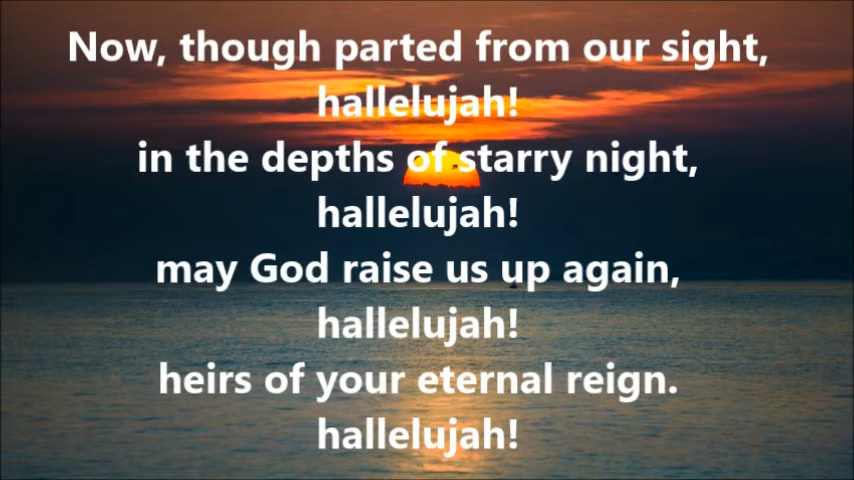 Now, though parted from our sight,
hallelujah!
in the depths of starry night,
hallelujah!
may God raise us up again,
hallelujah!
heirs of your eternal reign.
hallelujah!